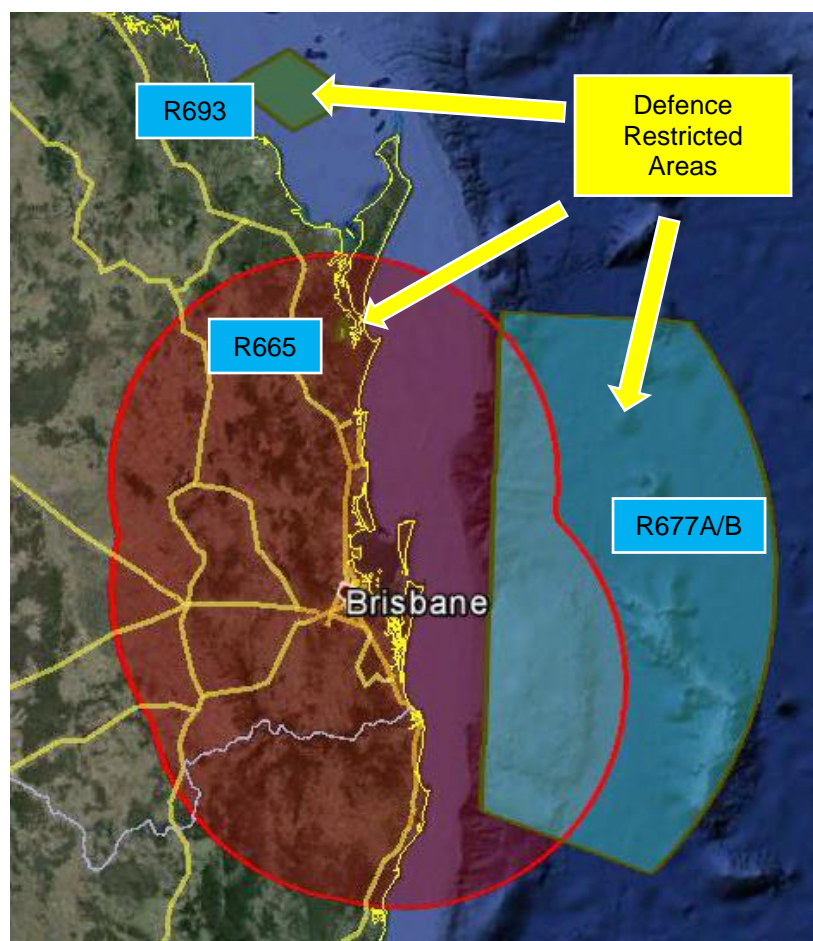 R693
Defence
Restricted
Areas
R665
R677A/B
Brisbane